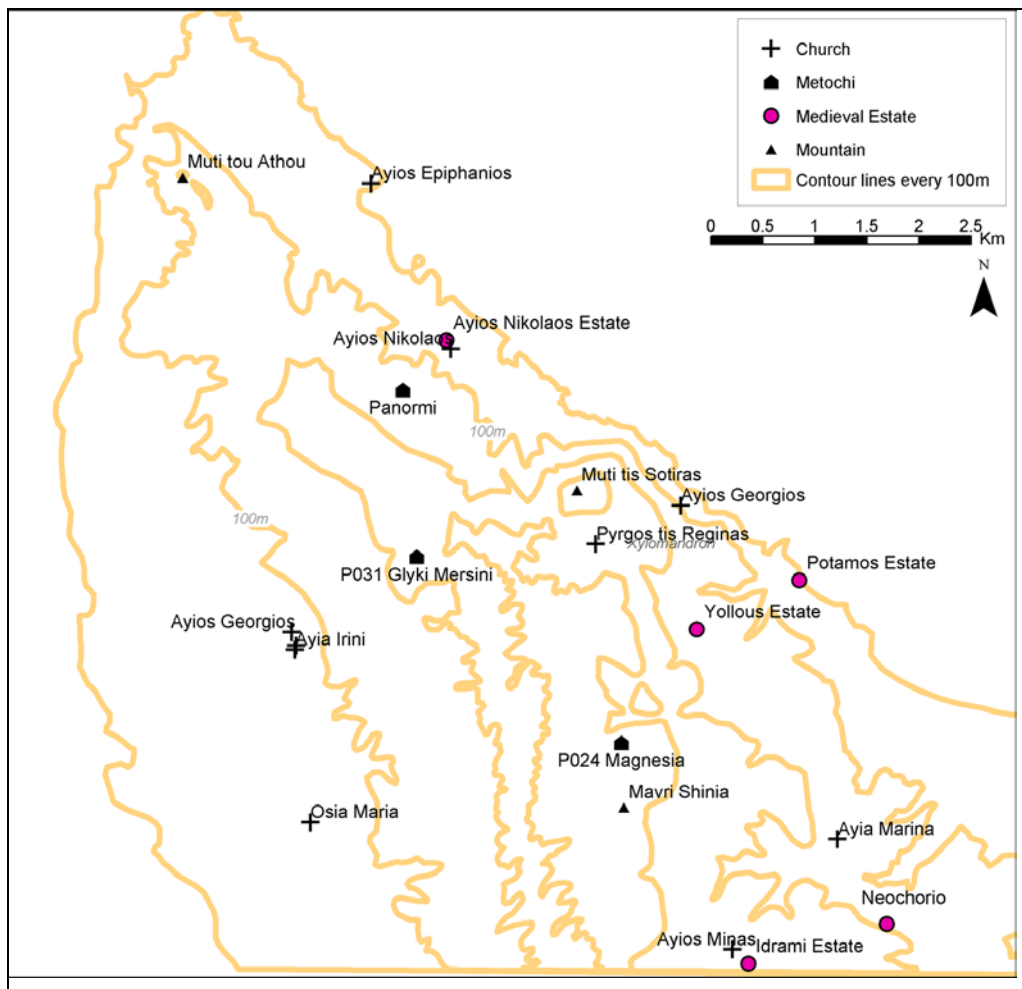 Church
Metochi
Medieval Estate
Mountain
Contour lines every 100m
0 0.5 1 1.5 2 2.5
Km
N
Muti tou Athou
Ayios Epiphanios
Ayios Nikolaos Estate
Ayios Nikolaos
Panormi
100m
Muti tis Sotiras
Ayios Georgios
100m
Pyrgos tis Reginas
Xylomandron
Potamos Estate
P031 Glyki Mersini
Yollous Estate
Ayios Georgios
Ayia Irini
P024 Magnesia
Mavri Shinia
Osia Maria
Ayia Marina
Neochorio
Ayios Minas
Idrami Estate